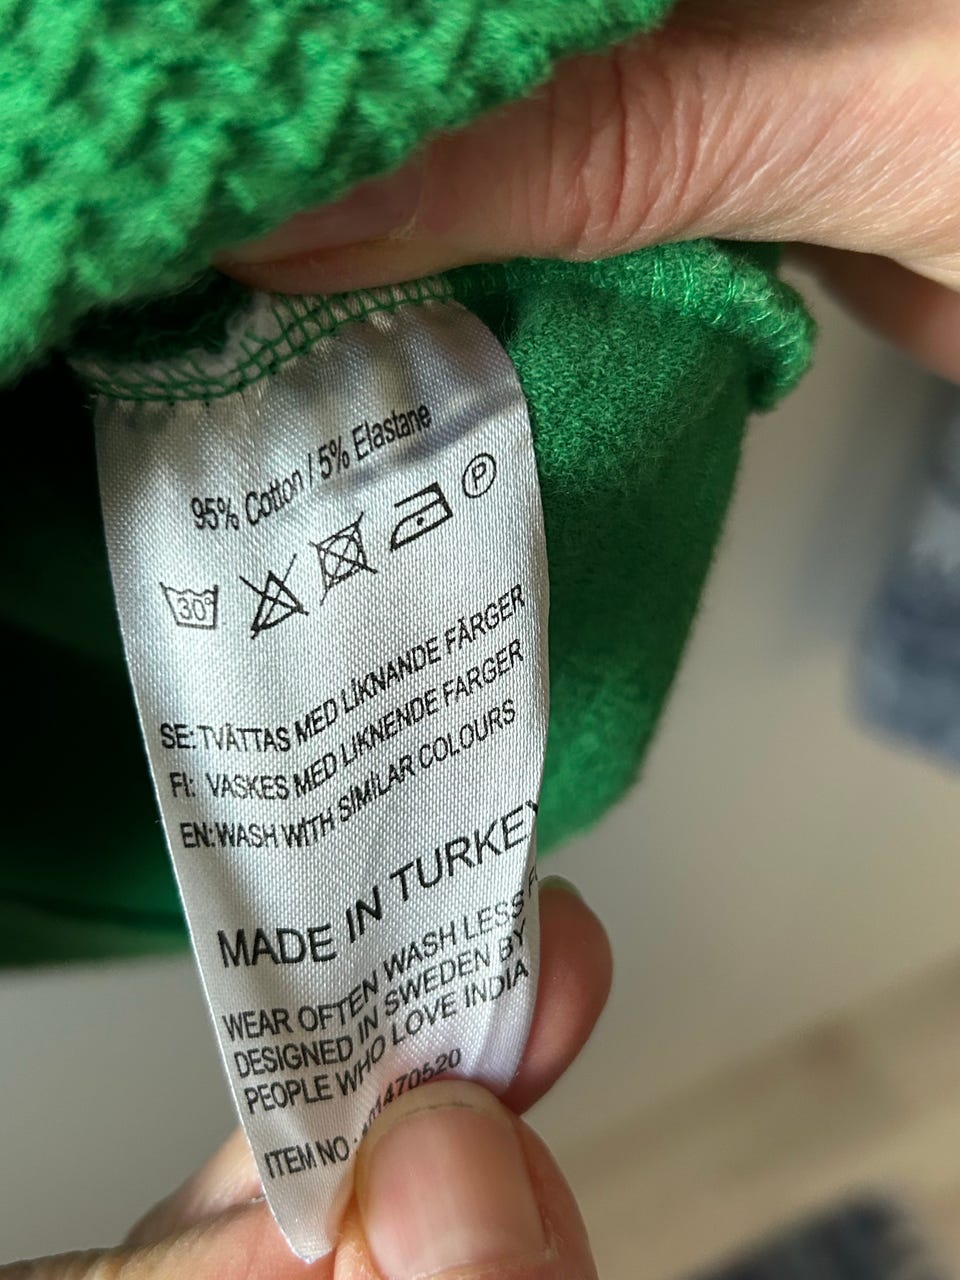 95% Cotton / 5% Elastane
30° P
SE: TVÄTTAS MED LIKNANDE FÄRGER
FI: VASKES MED LIKNENDE FARGER
EN: WASH WITH SIMILAR COLOURS
MADE IN TURKEY
WEAR OFTEN WASH LESS
DESIGNED IN SWEDEN BY
PEOPLE WHO LOVE INDIA
ITEM NO :